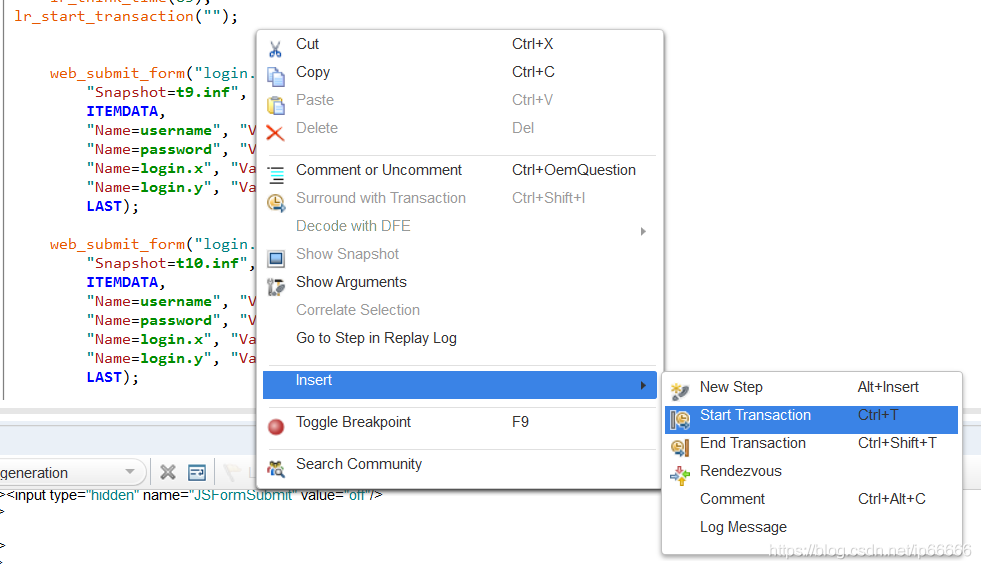 lr_think_time(65);
lr_start_transaction("");
web_submit_form("login.
"Snapshot=t9.inf",
ITEMDATA,
"Name=username", "V
"Name=password", "V
"Name=login.x", "Va
"Name=login.y", "Va
LAST);
web_submit_form("login.
"Snapshot=t10.inf",
ITEMDATA,
"Name=username", "V
"Name=password", "V
"Name=login.x", "Va
"Name=login.y", "Va
LAST);
Cut Ctrl+X
Copy Ctrl+C
Paste Ctrl+V
Delete Del
Comment or Uncomment Ctrl+OemQuestion
Surround with Transaction Ctrl+Shift+I
Decode with DFE
Show Snapshot
Show Arguments
Correlate Selection
Go to Step in Replay Log
Insert
Toggle Breakpoint F9
Search Community
New Step Alt+Insert
Start Transaction Ctrl+T
End Transaction Ctrl+Shift+T
Rendezvous
Comment Ctrl+Alt+C
Log Message
generation
><input type="hidden" name="JSFormSubmit" value="off"/>
>
>
https://blog.csdn.net/ip66666